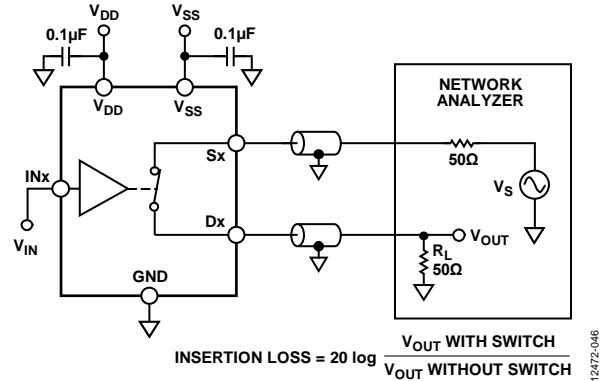 VDD
VSS
0.1µF
0.1µF
VDD
VSS
NETWORK
ANALYZER
Sx
50Ω
INx
VS
Dx
VOUT
VIN
RL
50Ω
GND
INSERTION LOSS = 20 log VOUT WITH SWITCH
VOUT WITHOUT SWITCH
12472-046